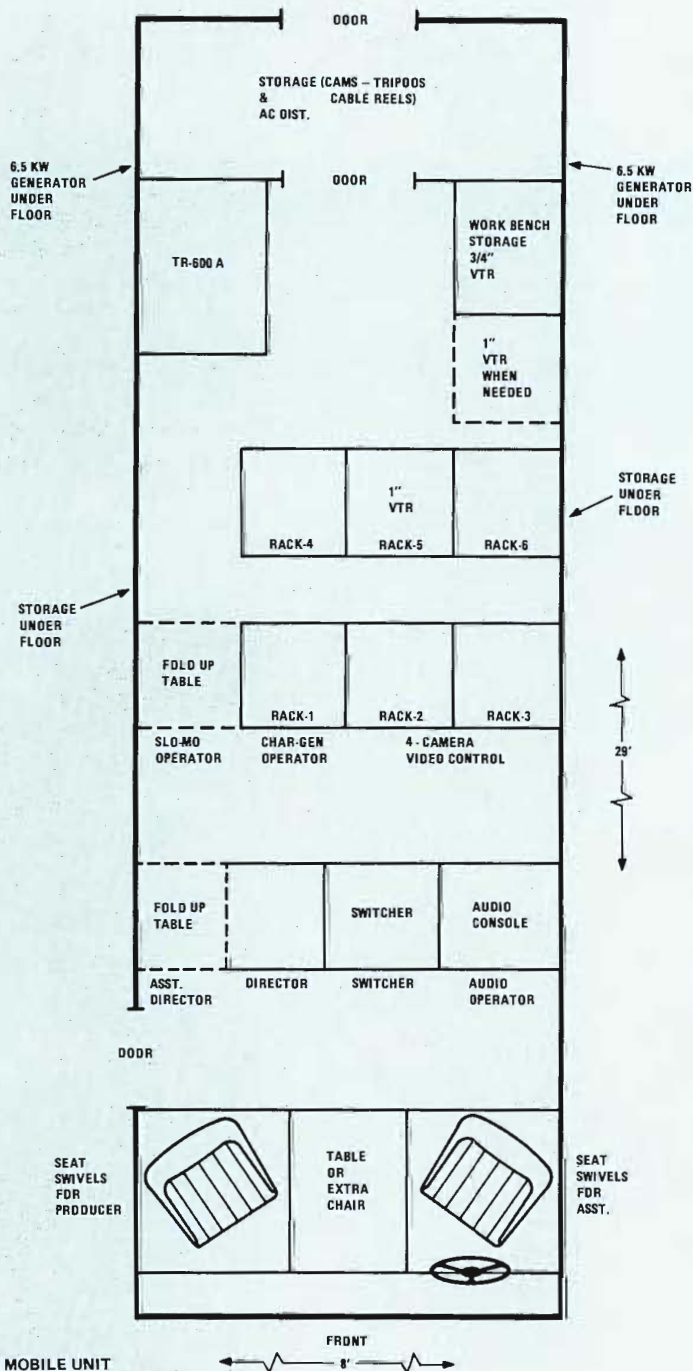 DOOR
STORAGE (CAMS – TRIPODS
& CABLE REELS)
AC DIST.
6.5 KW
GENERATOR
UNDER
FLOOR
DOOR
6.5 KW
GENERATOR
UNDER
FLOOR
TR-600 A
WORK BENCH
STORAGE
3/4"
VTR
1"
VTR
WHEN
NEEDED
1"
VTR
RACK-4
RACK-5
RACK-6
STORAGE
UNDER
FLOOR
STORAGE
UNDER
FLOOR
FOLD UP
TABLE
RACK-1
RACK-2
RACK-3
SLO-MO
OPERATOR
CHAR-GEN
OPERATOR
4 - CAMERA
VIDEO CONTROL
29'
FOLD UP
TABLE
SWITCHER
AUDIO
CONSOLE
ASST.
DIRECTOR
DIRECTOR
SWITCHER
AUDIO
OPERATOR
DOOR
SEAT
SWIVELS
FOR
PRODUCER
TABLE
OR
EXTRA
CHAIR
SEAT
SWIVELS
FOR
ASST.
FRONT
8'
MOBILE UNIT